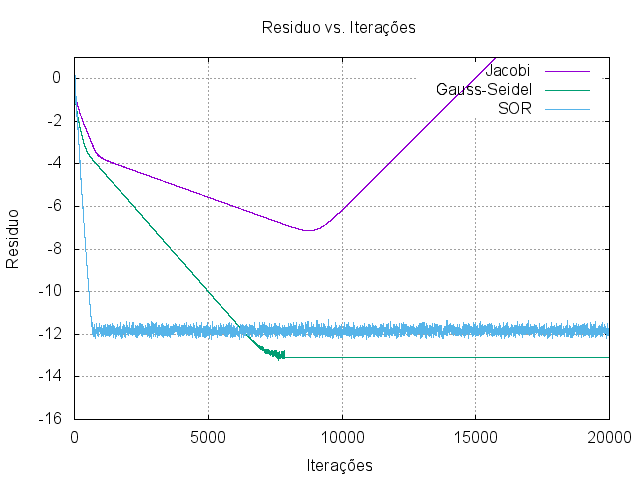 Residuo vs. Iterações
Jacobi
Gauss-Seidel
SOR
0
-2
-4
-6
-8
-10
-12
-14
-16
Residuo
0 5000 10000 15000 20000
Iterações